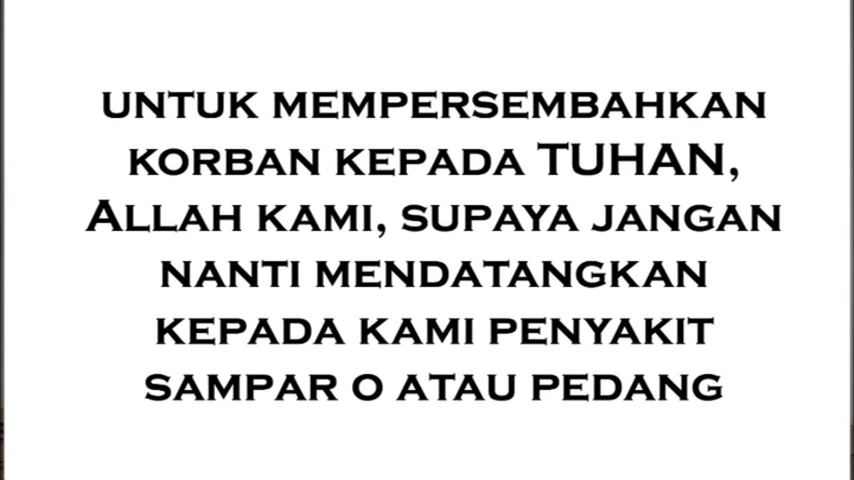 UNTUK MEMPERSEMBAHKAN
KORBAN KEPADA TUHAN,
ALLAH KAMI, SUPAYA JANGAN
NANTI MENDATANGKAN
KEPADA KAMI PENYAKIT
SAMPAR O ATAU PEDANG